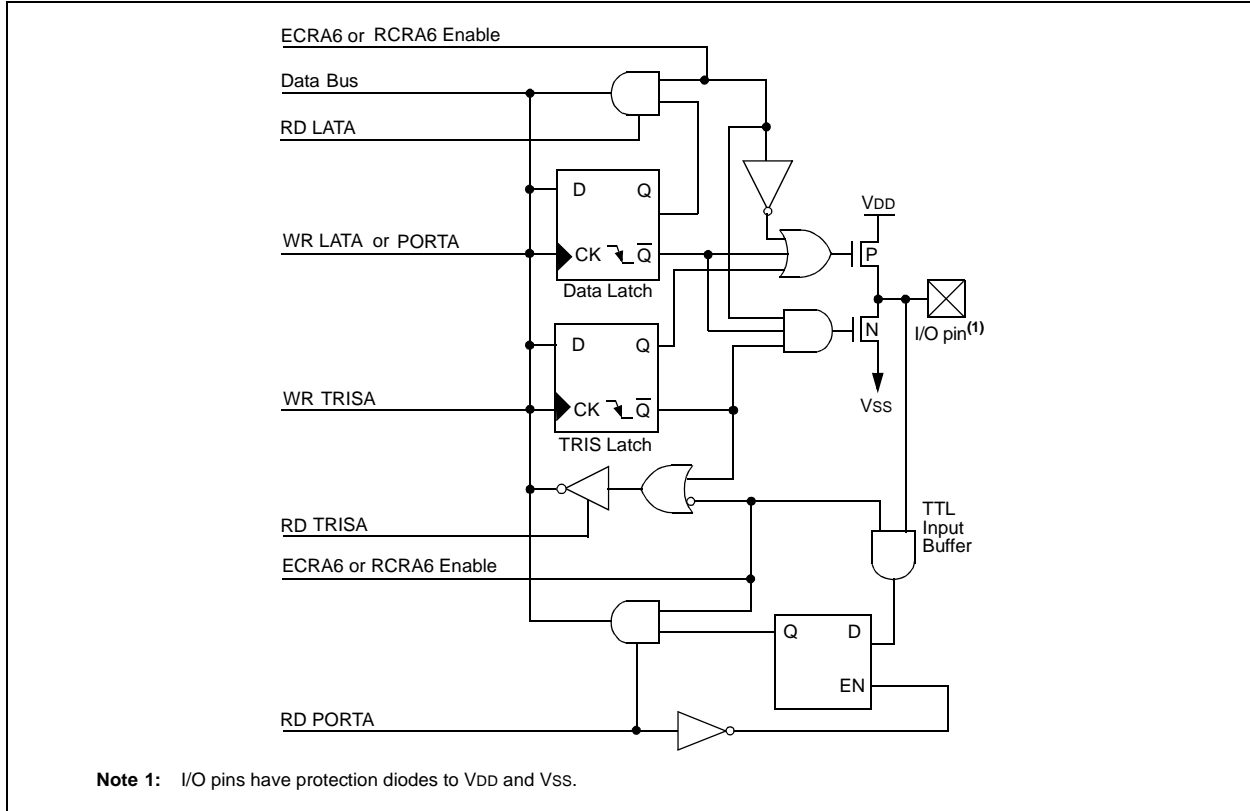 ECRA6 or RCRA6 Enable
Data Bus
RD LATA
D Q
VDD
WR LATA or PORTA
CK Q̅
P
Data Latch
I/O pin(1)
N
D Q
WR TRISA
CK Q̅
VSS
TRIS Latch
TTL
Input
Buffer
RD TRISA
ECRA6 or RCRA6 Enable
Q D
EN
RD PORTA
Note 1: I/O pins have protection diodes to VDD and VSS.